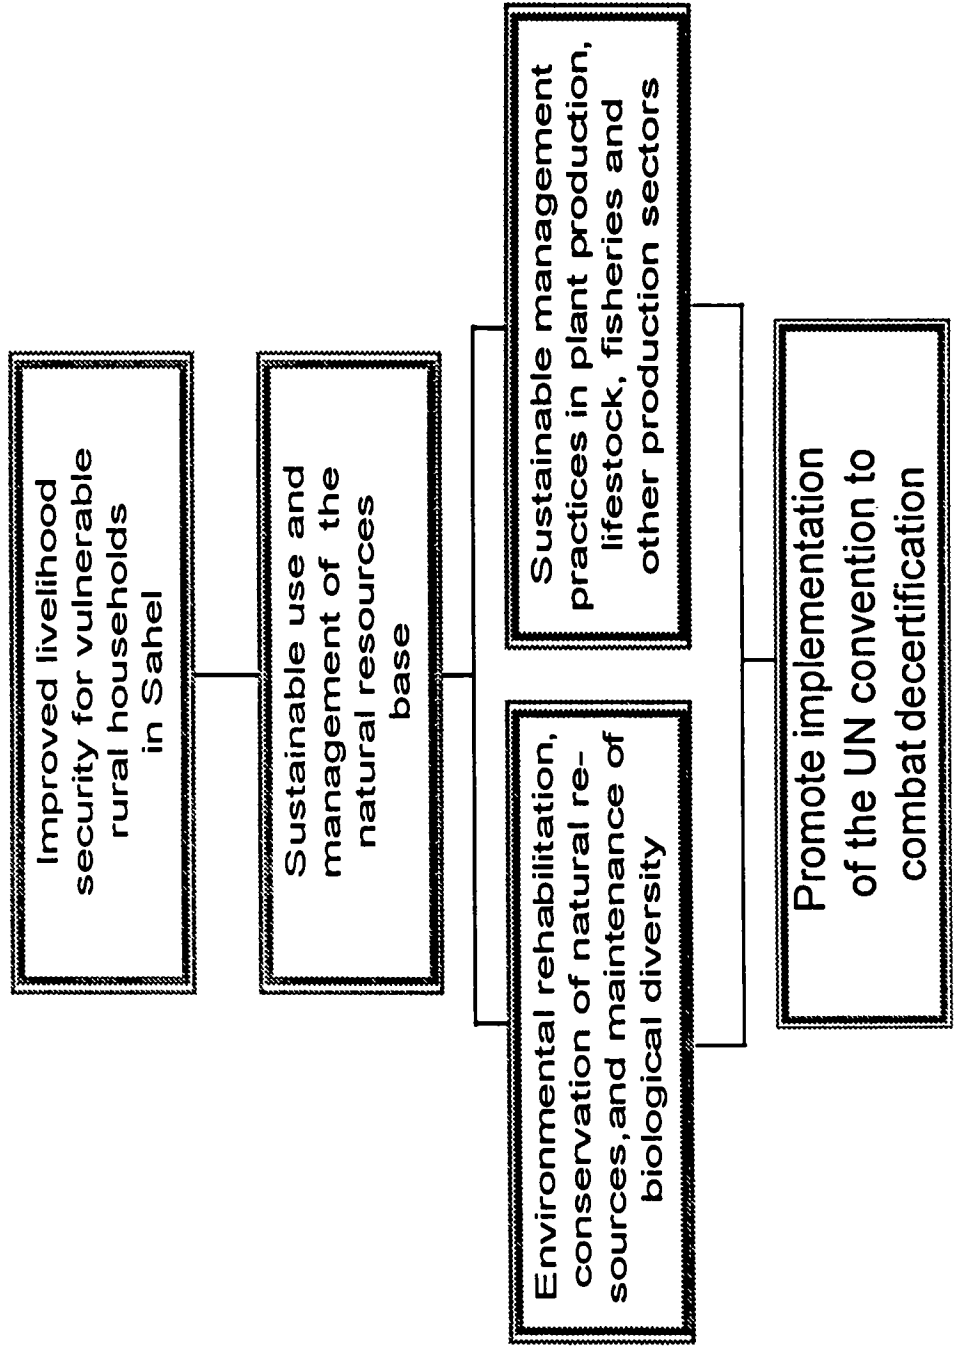 Improved livelihood
security for vulnerable
rural households
in Sahel
Sustainable use and
management of the
natural resources
base
Environmental rehabilitation,
conservation of natural re-
sources,and maintenance of
biological diversity
Sustainable management
practices in plant production,
lifestock, fisheries and
other production sectors
Promote implementation
of the UN convention to
combat decertification